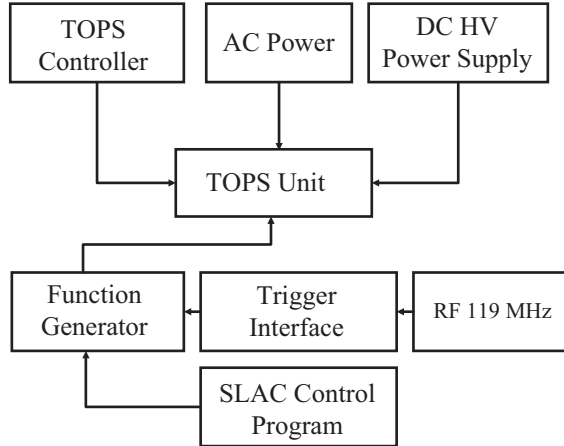 TOPS
Controller
AC Power
DC HV
Power Supply
TOPS Unit
Function
Generator
Trigger
Interface
RF 119 MHz
SLAC Control
Program